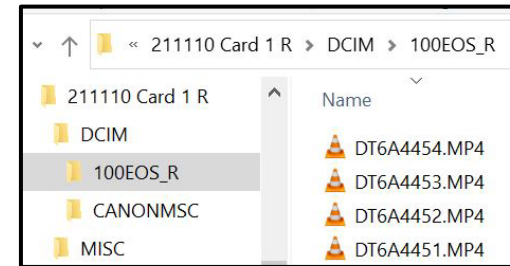 « 211110 Card 1 R > DCIM > 100EOS_R
211110 Card 1 R
DCIM
100EOS_R
CANONMSC
MISC
Name
DT6A4454.MP4
DT6A4453.MP4
DT6A4452.MP4
DT6A4451.MP4